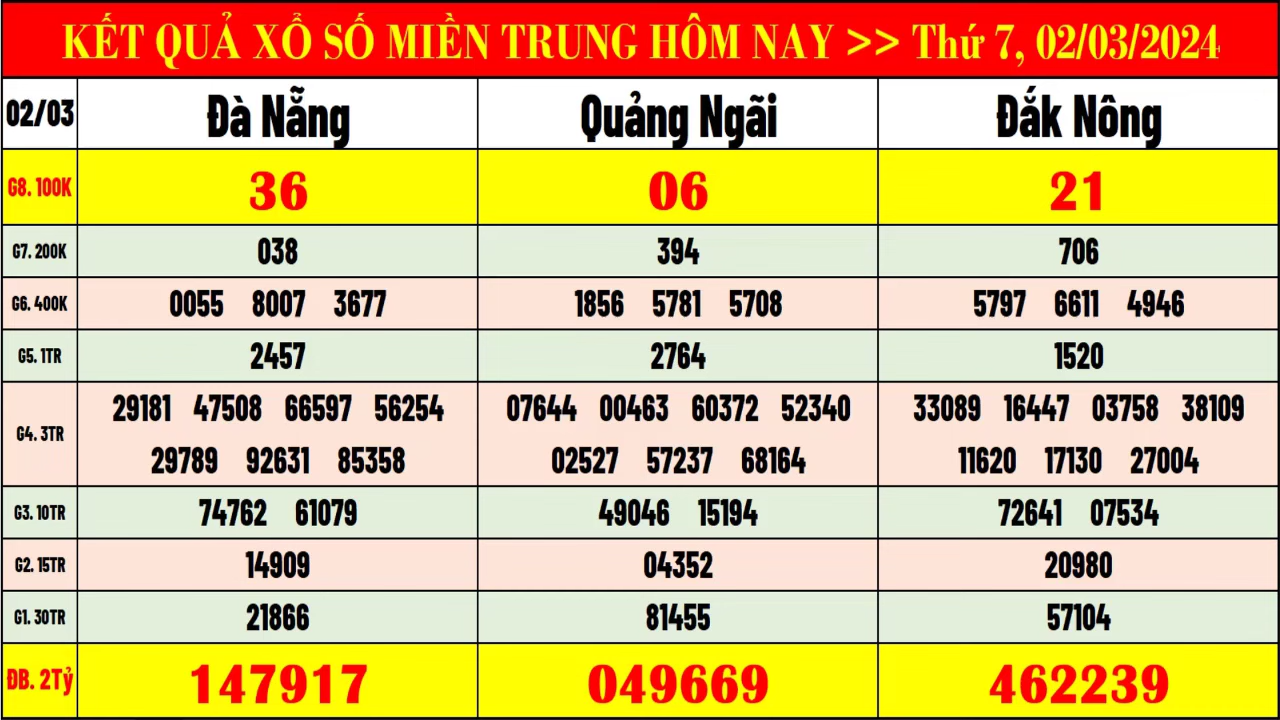 KẾT QUẢ XỔ SỐ MIỀN TRUNG HÔM NAY >> Thứ 7, 02/03/2024
02/03 Đà Nẵng Quảng Ngãi Đắk Nông
G8. 100K 36 06 21
G7. 200K 038 394 706
G6. 400K 0055 8007 3677 1856 5781 5708 5797 6611 4946
G5. 1TR 2457 2764 1520
29181 47508 66597 56254 07644 00463 60372 52340 33089 16447 03758 38109
G4. 3TR
29789 92631 85358 02527 57237 68164 11620 17130 27004
G3. 10TR 74762 61079 49046 15194 72641 07534
G2. 15TR 14909 04352 20980
G1. 30TR 21866 81455 57104
ĐB. 2Tỷ 147917 049669 462239